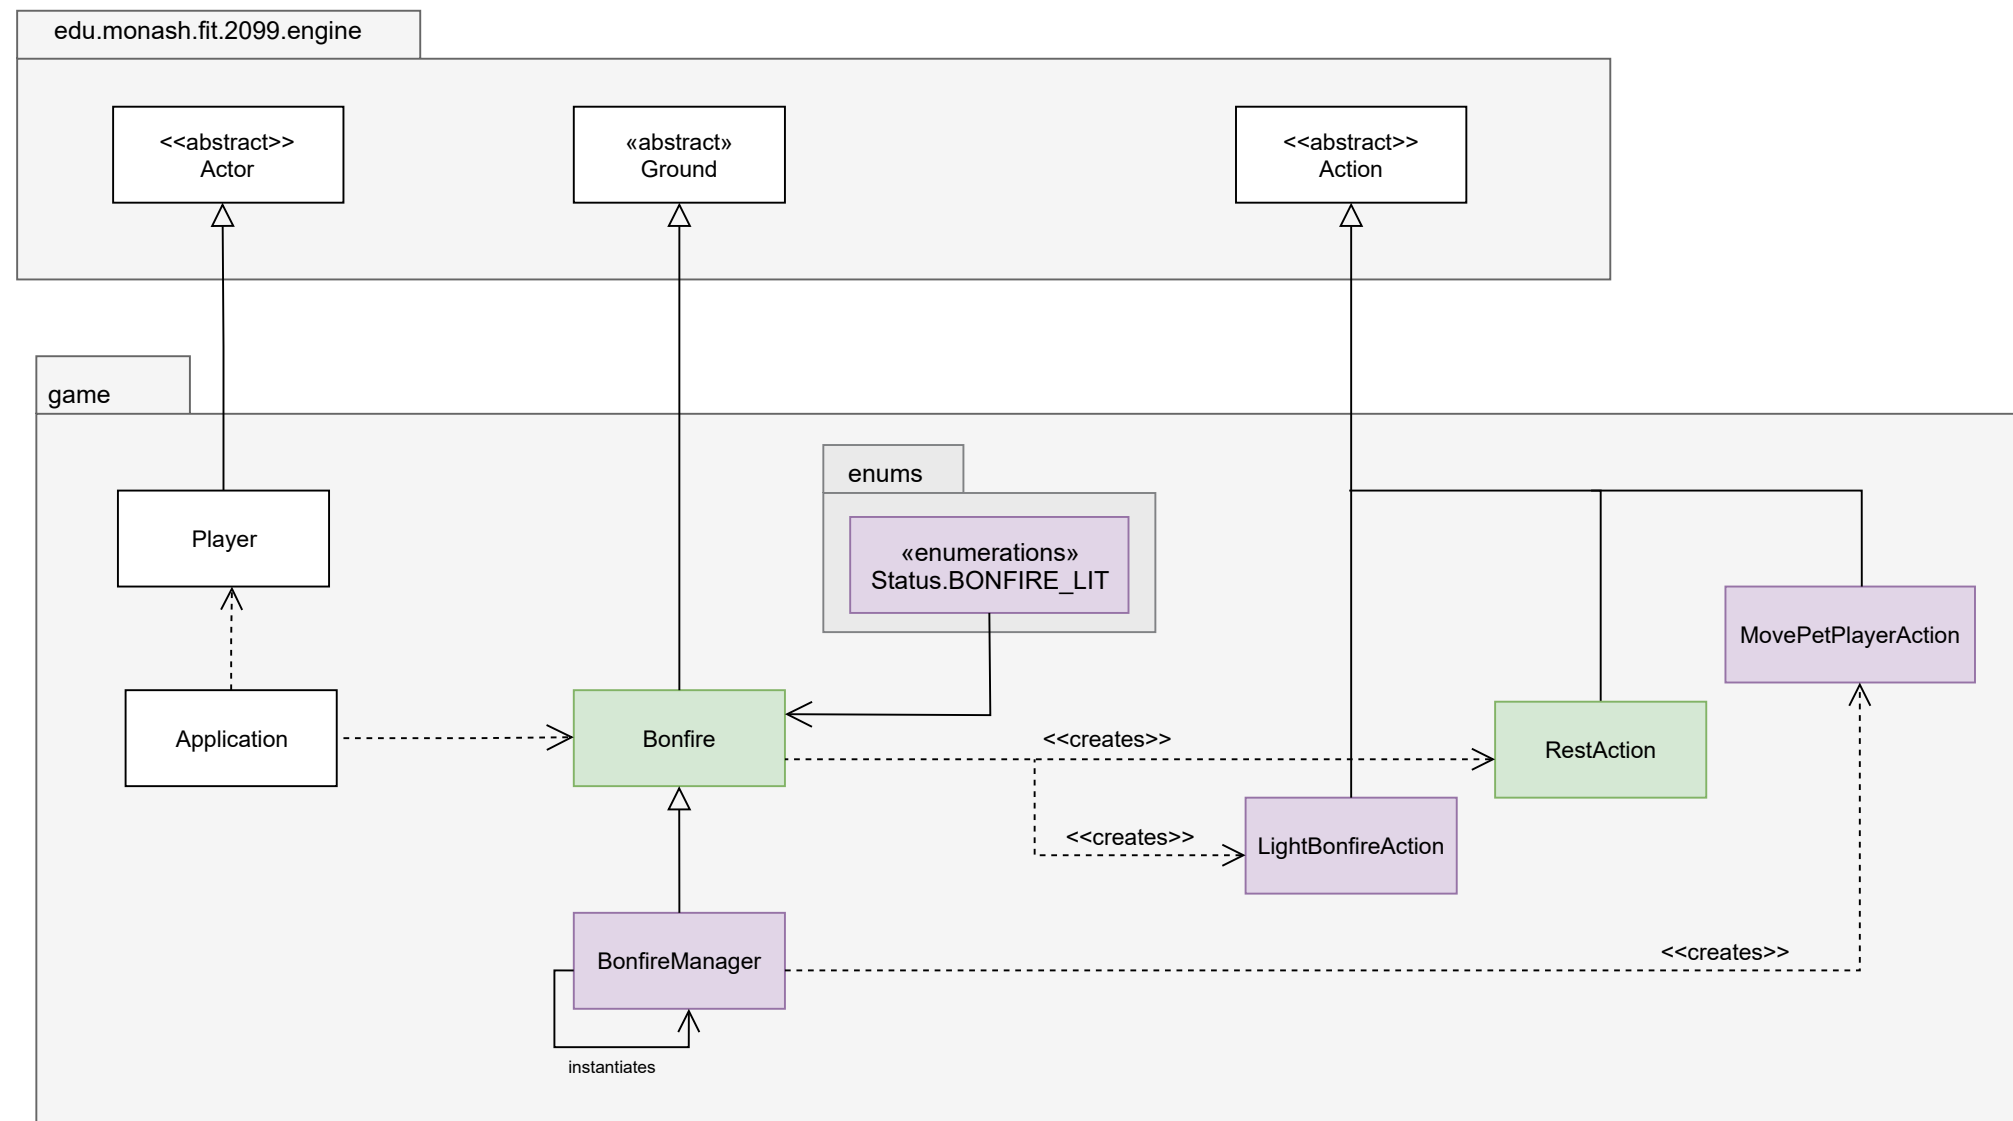 edu.monash.fit.2099.engine
<<abstract>>
Actor
«abstract»
Ground
<<abstract>>
Action
game
enums
«enumerations»
Status.BONFIRE_LIT
Player
MovePetPlayerAction
Application
Bonfire
<<creates>>
RestAction
<<creates>>
LightBonfireAction
BonfireManager
<<creates>>
instantiates